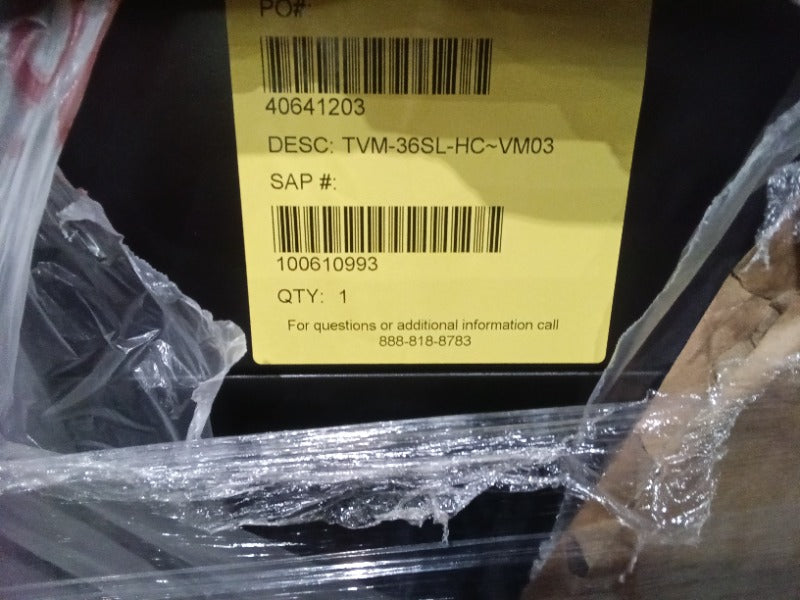 PO#:
40641203
DESC: TVM-36SL-HC~VM03
SAP #:
100610993
QTY: 1
For questions or additional information call
888-818-8783